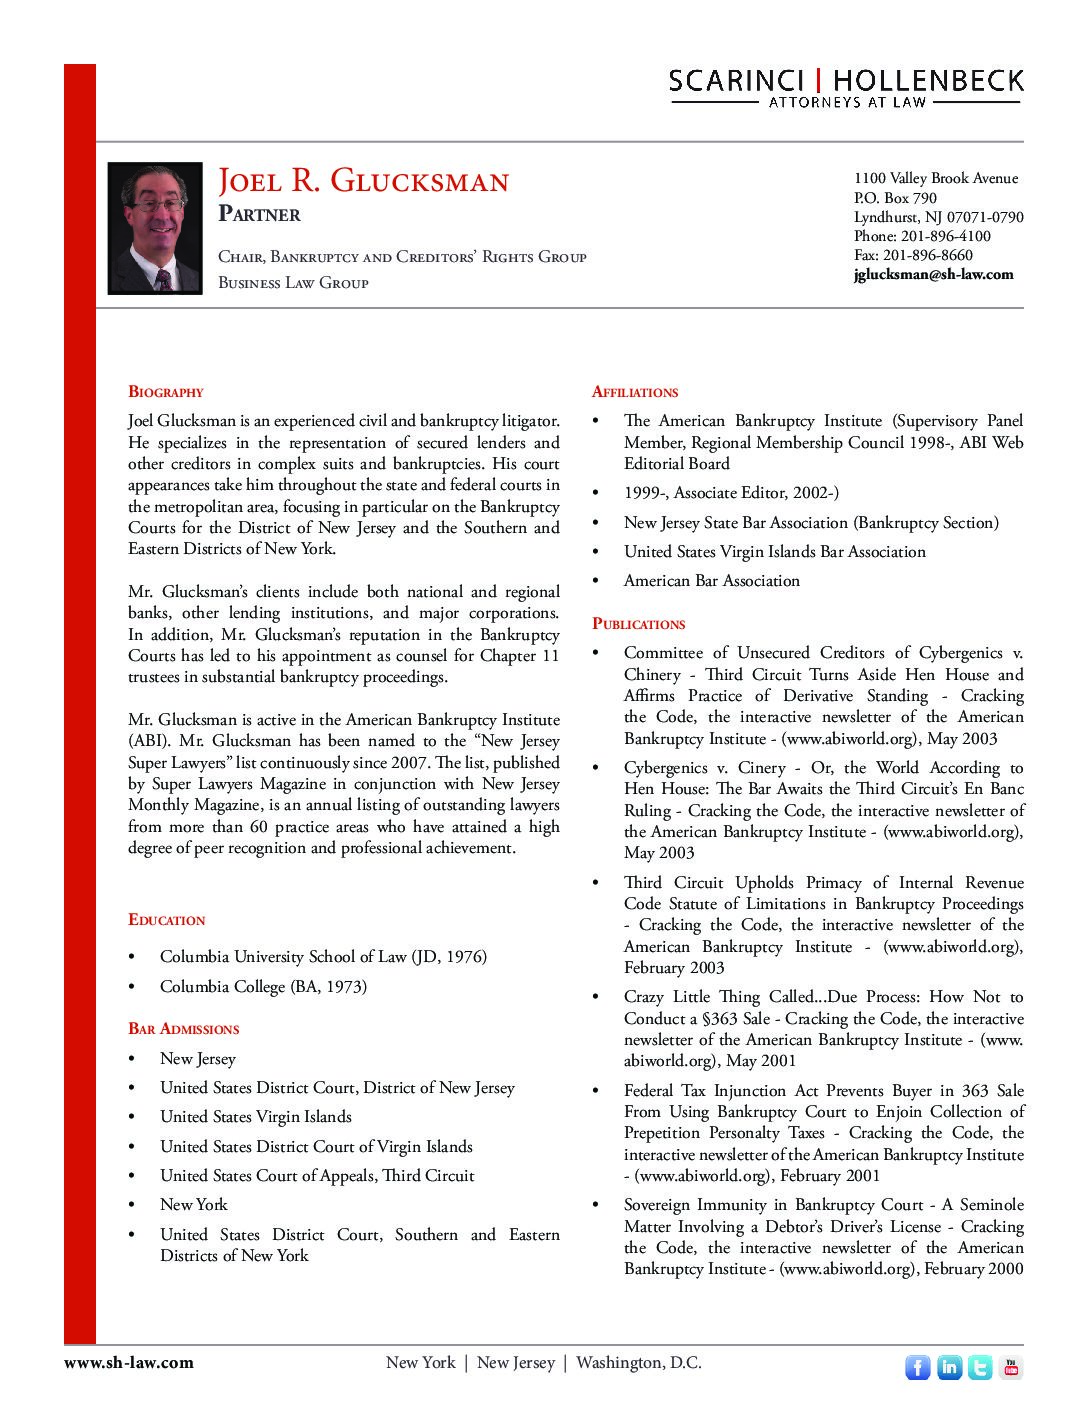 SCARINCI | HOLLENBECK
ATTORNEYS AT LAW
Joel R. Glucksman
Partner
Chair, Bankruptcy and Creditors' Rights Group
Business Law Group
1100 Valley Brook Avenue
P.O. Box 790
Lyndhurst, NJ 07071-0790
Phone: 201-896-4100
Fax: 201-896-8660
jglucksman@sh-law.com
Biography
Joel Glucksman is an experienced civil and bankruptcy litigator.
He specializes in the representation of secured lenders and
other creditors in complex suits and bankruptcies. His court
appearances take him throughout the state and federal courts in
the metropolitan area, focusing in particular on the Bankruptcy
Courts for the District of New Jersey and the Southern and
Eastern Districts of New York.
Mr. Glucksman's clients include both national and regional
banks, other lending institutions, and major corporations.
In addition, Mr. Glucksman's reputation in the Bankruptcy
Courts has led to his appointment as counsel for Chapter 11
trustees in substantial bankruptcy proceedings.
Mr. Glucksman is active in the American Bankruptcy Institute
(ABI). Mr. Glucksman has been named to the "New Jersey
Super Lawyers" list continuously since 2007. The list, published
by Super Lawyers Magazine in conjunction with New Jersey
Monthly Magazine, is an annual listing of outstanding lawyers
from more than 60 practice areas who have attained a high
degree of peer recognition and professional achievement.
Education
• Columbia University School of Law (JD, 1976)
• Columbia College (BA, 1973)
Bar Admissions
• New Jersey
• United States District Court, District of New Jersey
• United States Virgin Islands
• United States District Court of Virgin Islands
• United States Court of Appeals, Third Circuit
• New York
• United States District Court, Southern and Eastern
Districts of New York
Affiliations
• The American Bankruptcy Institute (Supervisory Panel
Member, Regional Membership Council 1998-, ABI Web
Editorial Board
• 1999-, Associate Editor, 2002-)
• New Jersey State Bar Association (Bankruptcy Section)
• United States Virgin Islands Bar Association
• American Bar Association
Publications
• Committee of Unsecured Creditors of Cybergenics v.
Chinery - Third Circuit Turns Aside Hen House and
Affirms Practice of Derivative Standing - Cracking
the Code, the interactive newsletter of the American
Bankruptcy Institute - (www.abiworld.org), May 2003
• Cybergenics v. Cinery - Or, the World According to
Hen House: The Bar Awaits the Third Circuit's En Banc
Ruling - Cracking the Code, the interactive newsletter of
the American Bankruptcy Institute - (www.abiworld.org),
May 2003
• Third Circuit Upholds Primacy of Internal Revenue
Code Statute of Limitations in Bankruptcy Proceedings
- Cracking the Code, the interactive newsletter of the
American Bankruptcy Institute - (www.abiworld.org),
February 2003
• Crazy Little Thing Called...Due Process: How Not to
Conduct a §363 Sale - Cracking the Code, the interactive
newsletter of the American Bankruptcy Institute - (www.
abiworld.org), May 2001
• Federal Tax Injunction Act Prevents Buyer in 363 Sale
From Using Bankruptcy Court to Enjoin Collection of
Prepetition Personalty Taxes - Cracking the Code, the
interactive newsletter of the American Bankruptcy Institute
- (www.abiworld.org), February 2001
• Sovereign Immunity in Bankruptcy Court - A Seminole
Matter Involving a Debtor's Driver's License - Cracking
the Code, the interactive newsletter of the American
Bankruptcy Institute - (www.abiworld.org), February 2000
www.sh-law.com
New York | New Jersey | Washington, D.C.
f
in
t
You
Tube